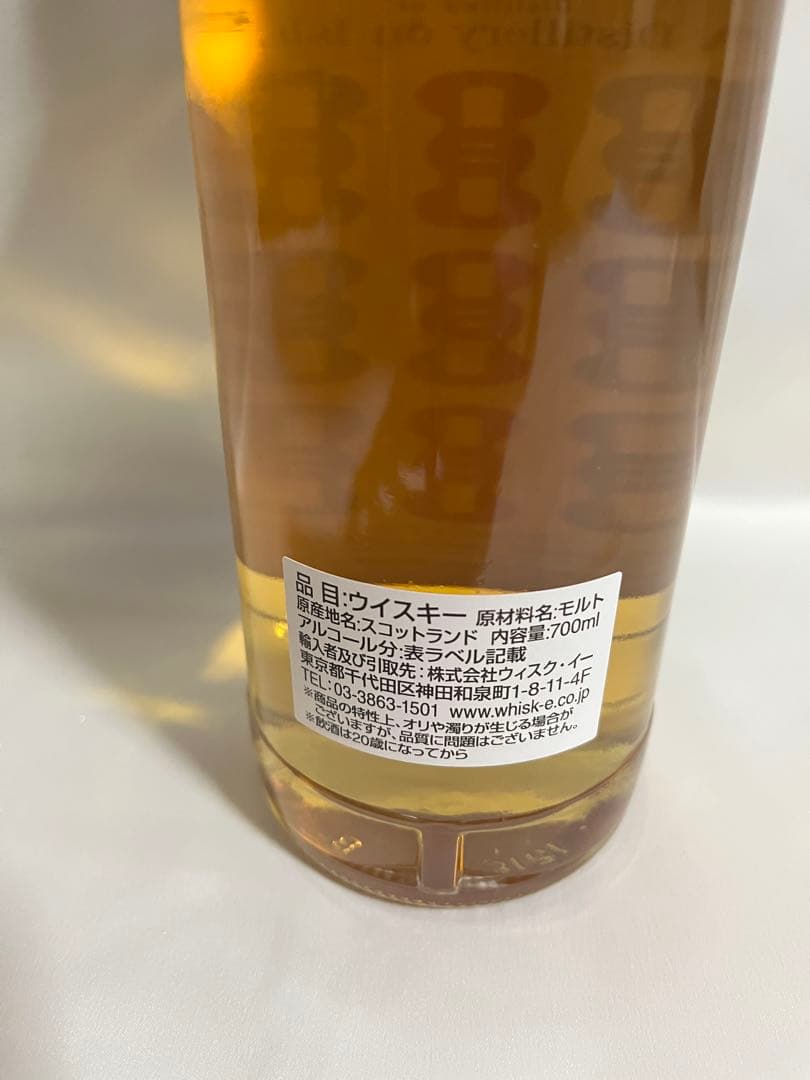 品 目:ウイスキー 原材料名:モルト
原産地名:スコットランド 内容量:700ml
アルコール分:表ラベル記載
輸入者及び引取先:株式会社ウィスク・イー
東京都千代田区神田和泉町1-8-11-4F
TEL:03-3863-1501 www.whisk-e.co.jp
※商品の特性上、オリや濁りが生じる場合が
ございますが、品質に問題はございません。
※飲酒は20歳になってから